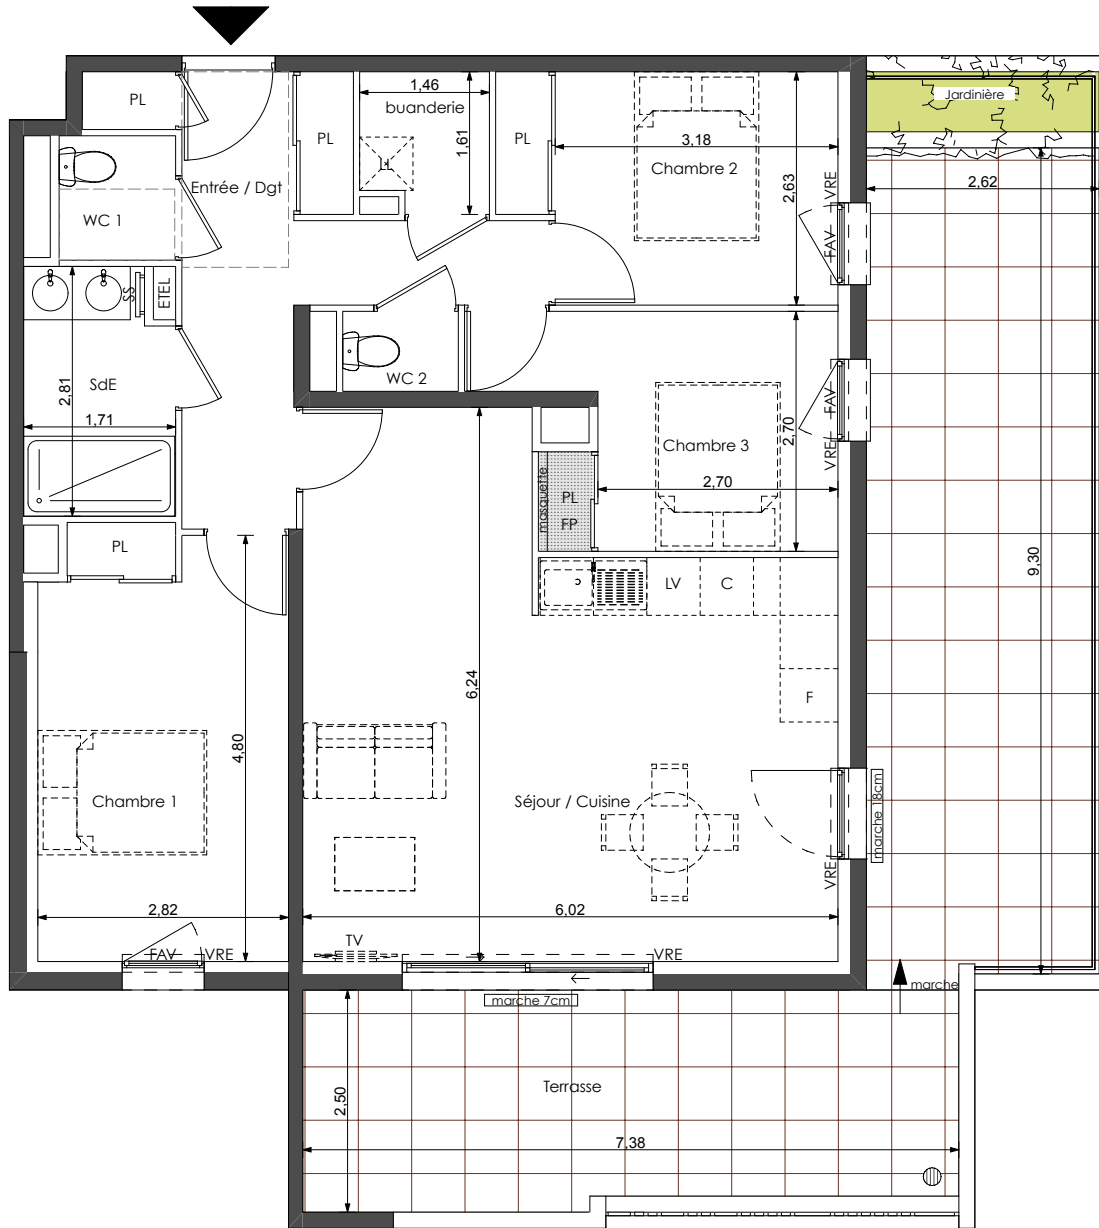 PL
1,46
buanderie
1,61
PL
LL
PL
3,18
Chambre 2
2,63
VRE
FAV
Jardinière
2,62
Entrée / Dgt
WC 1
SS
ETEL
2,81
SdE
1,71
WC 2
FAV
VRE
Chambre 3
2,70
2,70
masquette
PL
FP
PL
LV
C
F
9,30
6,24
4,80
Chambre 1
Séjour / Cuisine
marche 18cm
VRE
2,82
6,02
TV
FAV
VRE
VRE
marche 7cm
marche
2,50
Terrasse
7,38